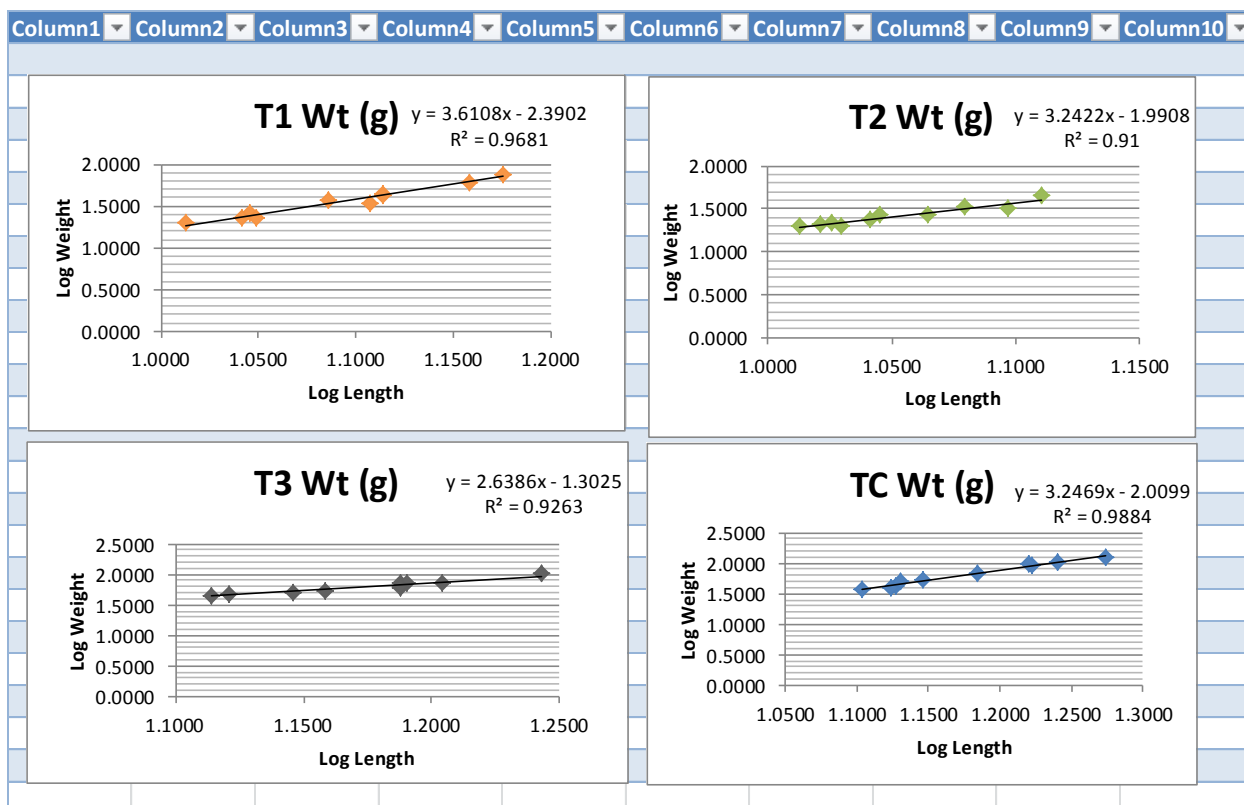 Column1 Column2 Column3 Column4 Column5 Column6 Column7 Column8 Column9 Column10
T1 Wt (g)
y = 3.6108x - 2.3902
R² = 0.9681
2.0000
1.5000
1.0000
0.5000
0.0000
Log Weight
1.0000 1.0500 1.1000 1.1500 1.2000
Log Length
T2 Wt (g)
y = 3.2422x - 1.9908
R² = 0.91
2.0000
1.5000
1.0000
0.5000
0.0000
Log Weight
1.0000 1.0500 1.1000 1.1500
Log Length
T3 Wt (g)
y = 2.6386x - 1.3025
R² = 0.9263
2.5000
2.0000
1.5000
1.0000
0.5000
0.0000
Log Weight
1.1000 1.1500 1.2000 1.2500
Log Length
TC Wt (g)
y = 3.2469x - 2.0099
R² = 0.9884
2.5000
2.0000
1.5000
1.0000
0.5000
0.0000
Log Weight
1.0500 1.1000 1.1500 1.2000 1.2500 1.3000
Log Length